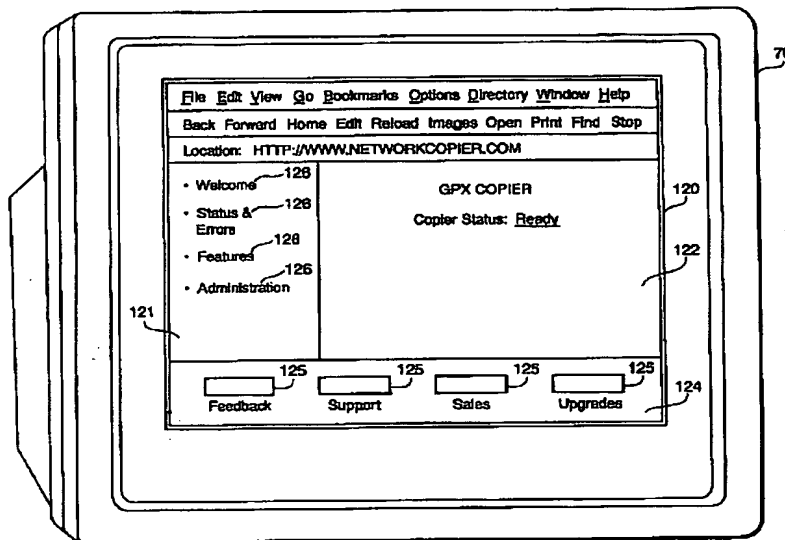 File Edit View Go Bookmarks Options Directory Window Help
Back Forward Home Edit Reload Images Open Print Find Stop
Location: HTTP://WWW.NETWORKCOPIER.COM
• Welcome 126
• Status & Errors 126
• Features 126
• Administration 126
GPX COPIER
Copier Status: Ready
120
122
121
125 125 125 125
Feedback Support Sales Upgrades
124